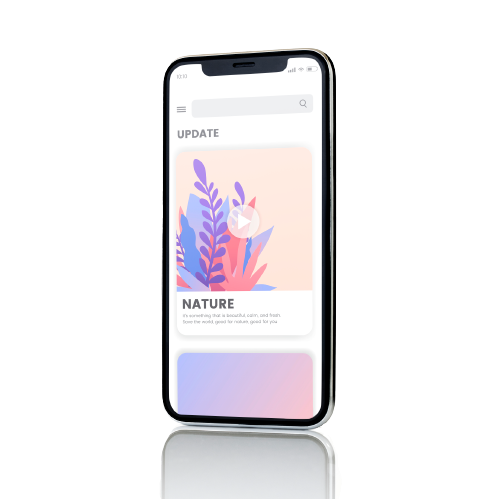 10:10
UPDATE
NATURE
It's something that is beautiful, calm, and fresh.
Save the world, good for nature, good for you.